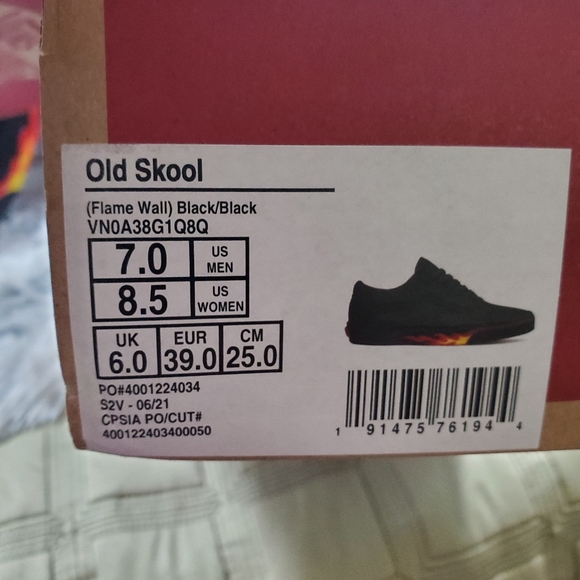 Old Skool
(Flame Wall) Black/Black
VN0A38G1Q8Q
7.0 US MEN
8.5 US WOMEN
UK EUR CM
6.0 39.0 25.0
PO#4001224034
S2V - 06/21
CPSIA PO/CUT#
400122403400050
1 91475 76194 4